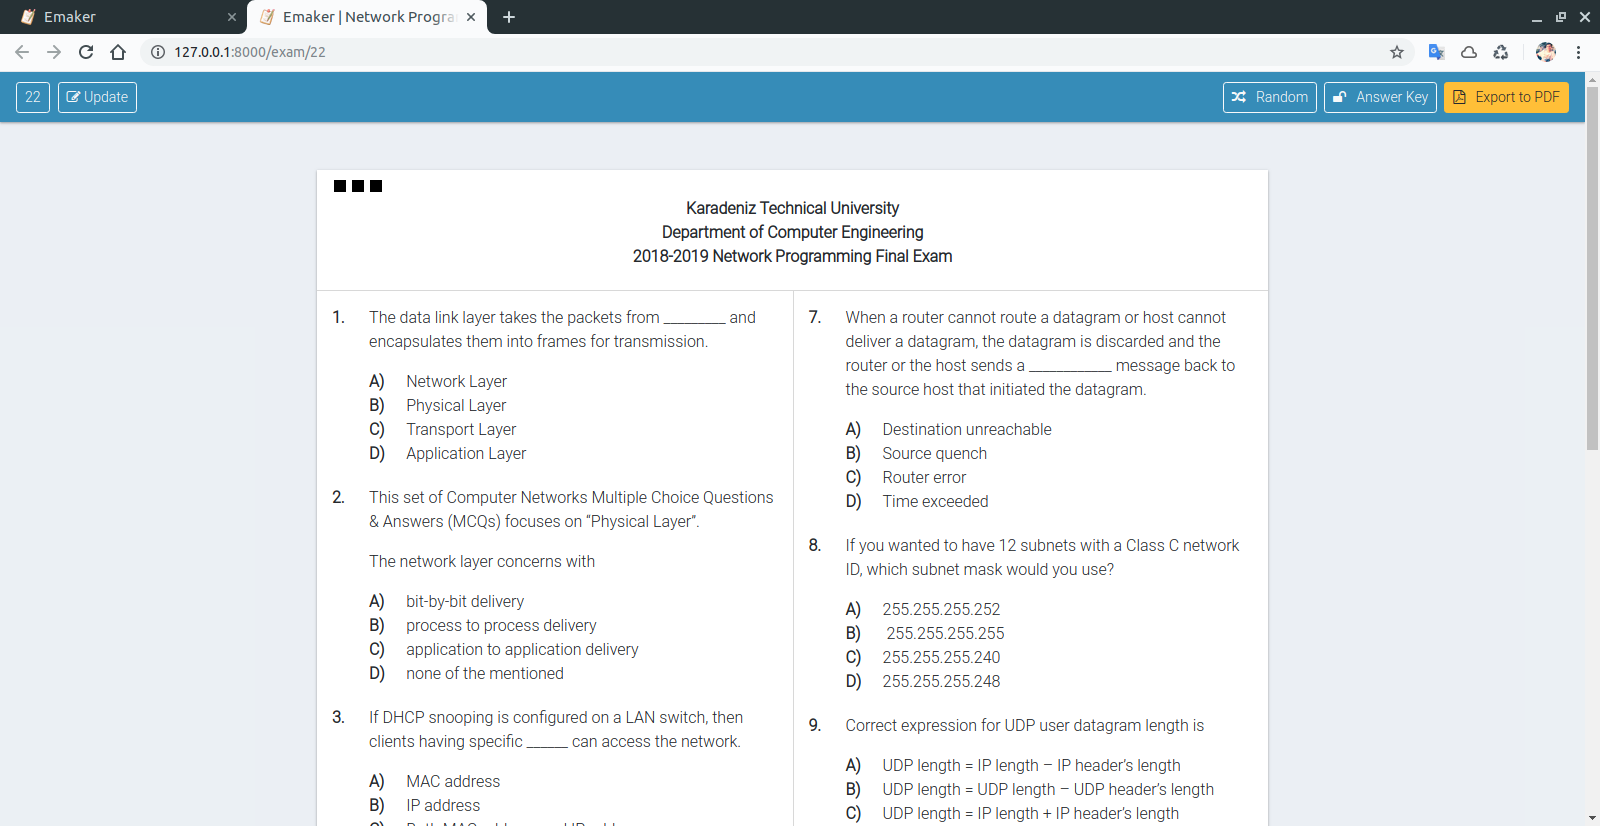 Emaker
Emaker | Network Progra
127.0.0.1:8000/exam/22
22
Update
Random
Answer Key
Export to PDF
Karadeniz Technical University
Department of Computer Engineering
2018-2019 Network Programming Final Exam
1. The data link layer takes the packets from _________ and
encapsulates them into frames for transmission.
A) Network Layer
B) Physical Layer
C) Transport Layer
D) Application Layer
2. This set of Computer Networks Multiple Choice Questions
& Answers (MCQs) focuses on “Physical Layer”.
The network layer concerns with
A) bit-by-bit delivery
B) process to process delivery
C) application to application delivery
D) none of the mentioned
3. If DHCP snooping is configured on a LAN switch, then
clients having specific ______ can access the network.
A) MAC address
B) IP address
7. When a router cannot route a datagram or host cannot
deliver a datagram, the datagram is discarded and the
router or the host sends a ____________ message back to
the source host that initiated the datagram.
A) Destination unreachable
B) Source quench
C) Router error
D) Time exceeded
8. If you wanted to have 12 subnets with a Class C network
ID, which subnet mask would you use?
A) 255.255.255.252
B) 255.255.255.255
C) 255.255.255.240
D) 255.255.255.248
9. Correct expression for UDP user datagram length is
A) UDP length = IP length – IP header’s length
B) UDP length = UDP length – UDP header’s length
C) UDP length = IP length + IP header’s length